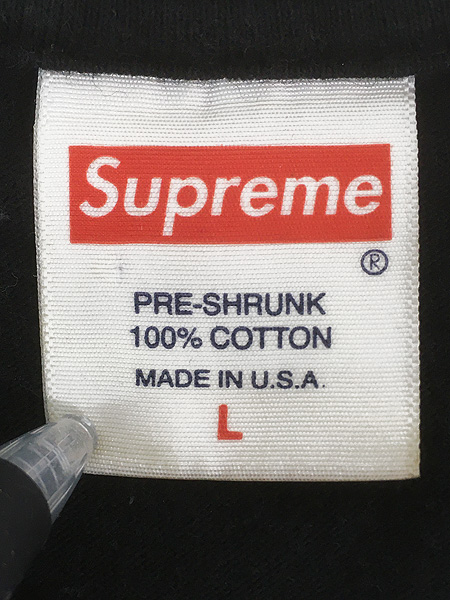 Supreme
®
PRE-SHRUNK
100% COTTON
MADE IN U.S.A.
L